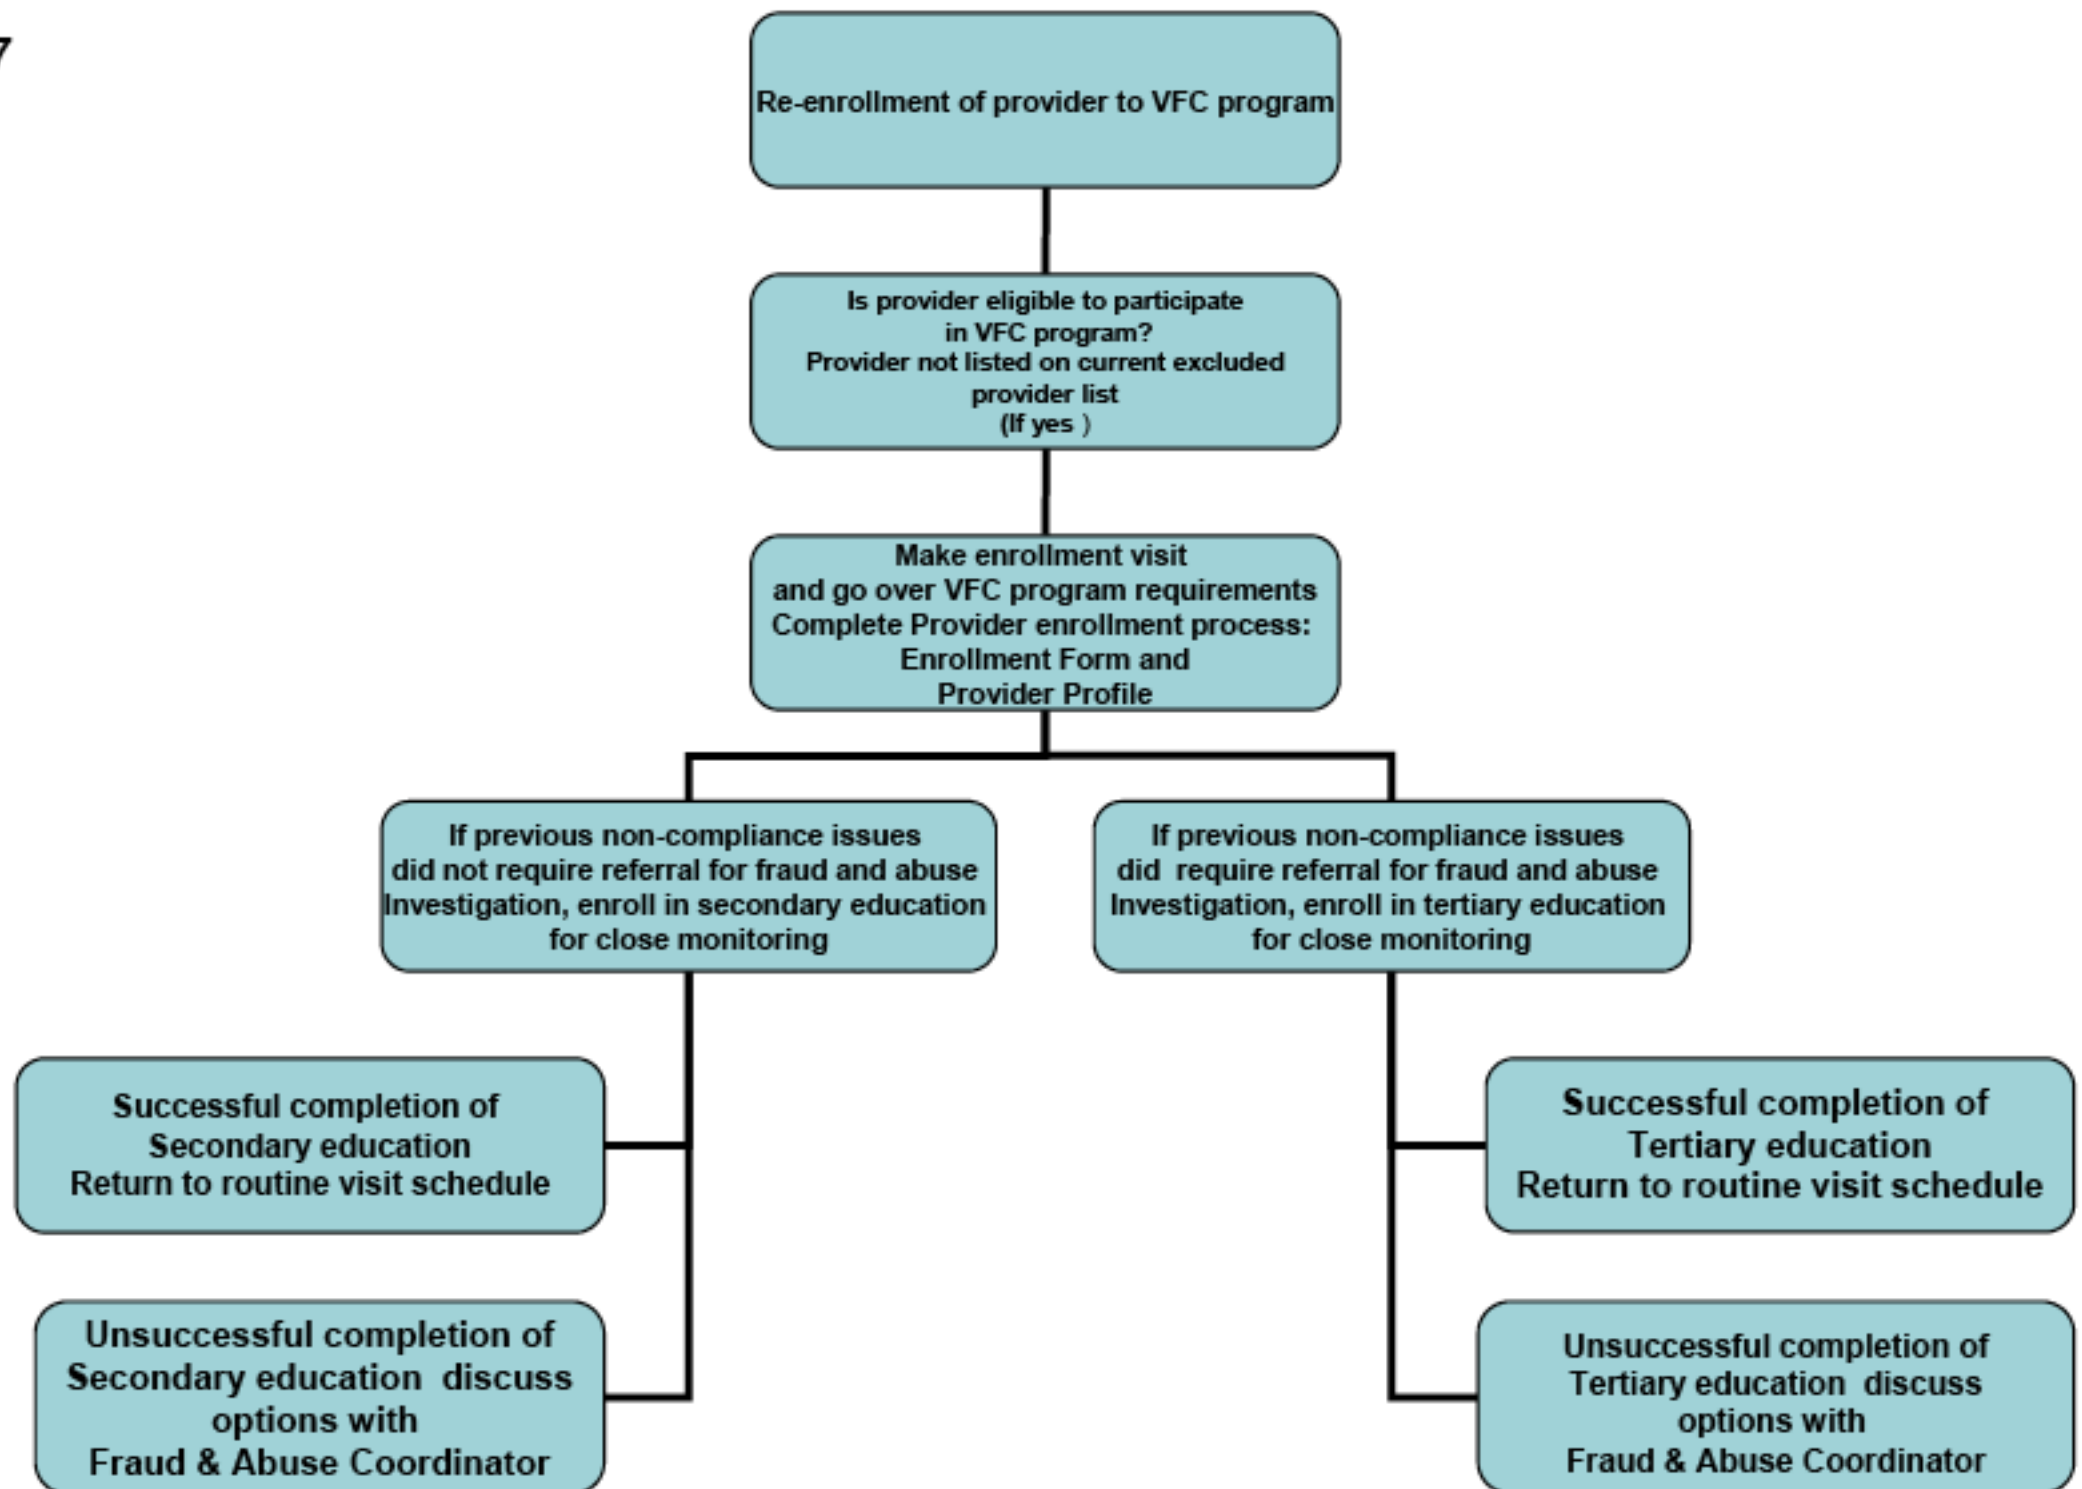 7
Re-enrollment of provider to VFC program
Is provider eligible to participate
in VFC program?
Provider not listed on current excluded
provider list
(If yes )
Make enrollment visit
and go over VFC program requirements
Complete Provider enrollment process:
Enrollment Form and
Provider Profile
If previous non-compliance issues
did not require referral for fraud and abuse
Investigation, enroll in secondary education
for close monitoring
If previous non-compliance issues
did  require referral for fraud and abuse
Investigation, enroll in tertiary education
for close monitoring
Successful completion of
Secondary education
Return to routine visit schedule
Successful completion of
Tertiary education
Return to routine visit schedule
Unsuccessful completion of
Secondary education  discuss
options with
Fraud & Abuse Coordinator
Unsuccessful completion of
Tertiary education  discuss
options with
Fraud & Abuse Coordinator